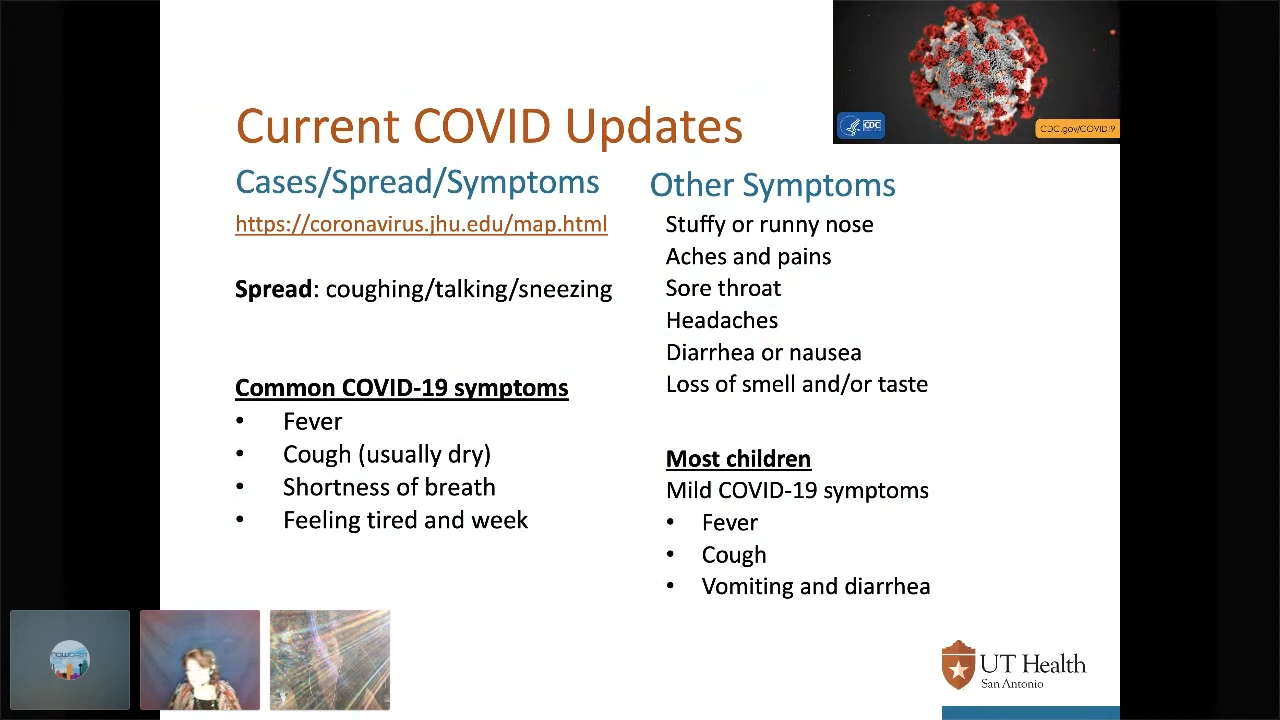 CDC
CDC.gov/COVID19
Current COVID Updates
Cases/Spread/Symptoms
https://coronavirus.jhu.edu/map.html
Spread: coughing/talking/sneezing
Common COVID-19 symptoms
• Fever
• Cough (usually dry)
• Shortness of breath
• Feeling tired and week
Other Symptoms
Stuffy or runny nose
Aches and pains
Sore throat
Headaches
Diarrhea or nausea
Loss of smell and/or taste
Most children
Mild COVID-19 symptoms
• Fever
• Cough
• Vomiting and diarrhea
NOWCAST
UT Health
San Antonio